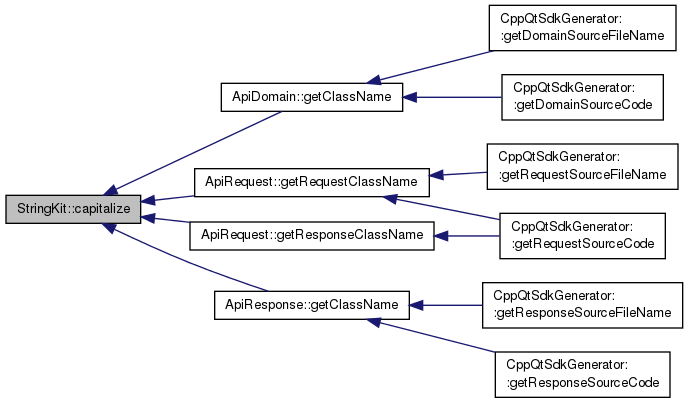 CppQtSdkGenerator:
:getDomainSourceFileName
ApiDomain::getClassName
CppQtSdkGenerator:
:getDomainSourceCode
ApiRequest::getRequestClassName
CppQtSdkGenerator:
:getRequestSourceFileName
StringKit::capitalize
ApiRequest::getResponseClassName
CppQtSdkGenerator:
:getRequestSourceCode
ApiResponse::getClassName
CppQtSdkGenerator:
:getResponseSourceFileName
CppQtSdkGenerator:
:getResponseSourceCode